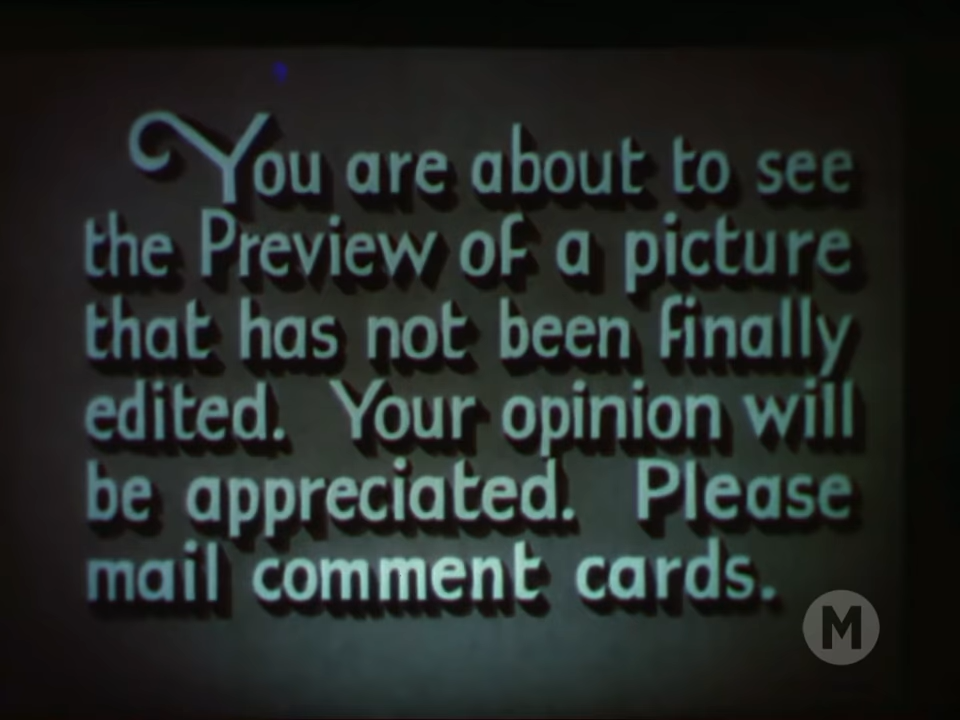 You are about to see
the Preview of a picture
that has not been finally
edited. Your opinion will
be appreciated. Please
mail comment cards.
M